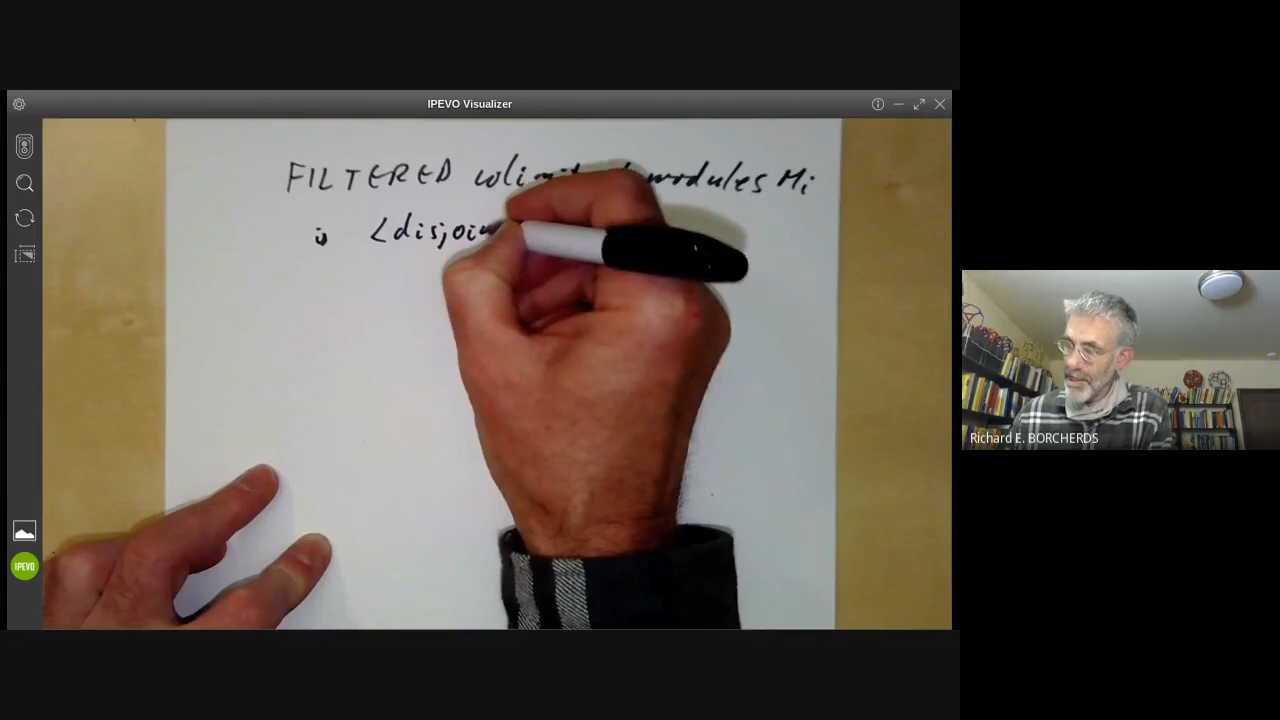 IPEVO Visualizer
FILTERED modules Mi
is
IPEVO
Richard E. BORCHERDS